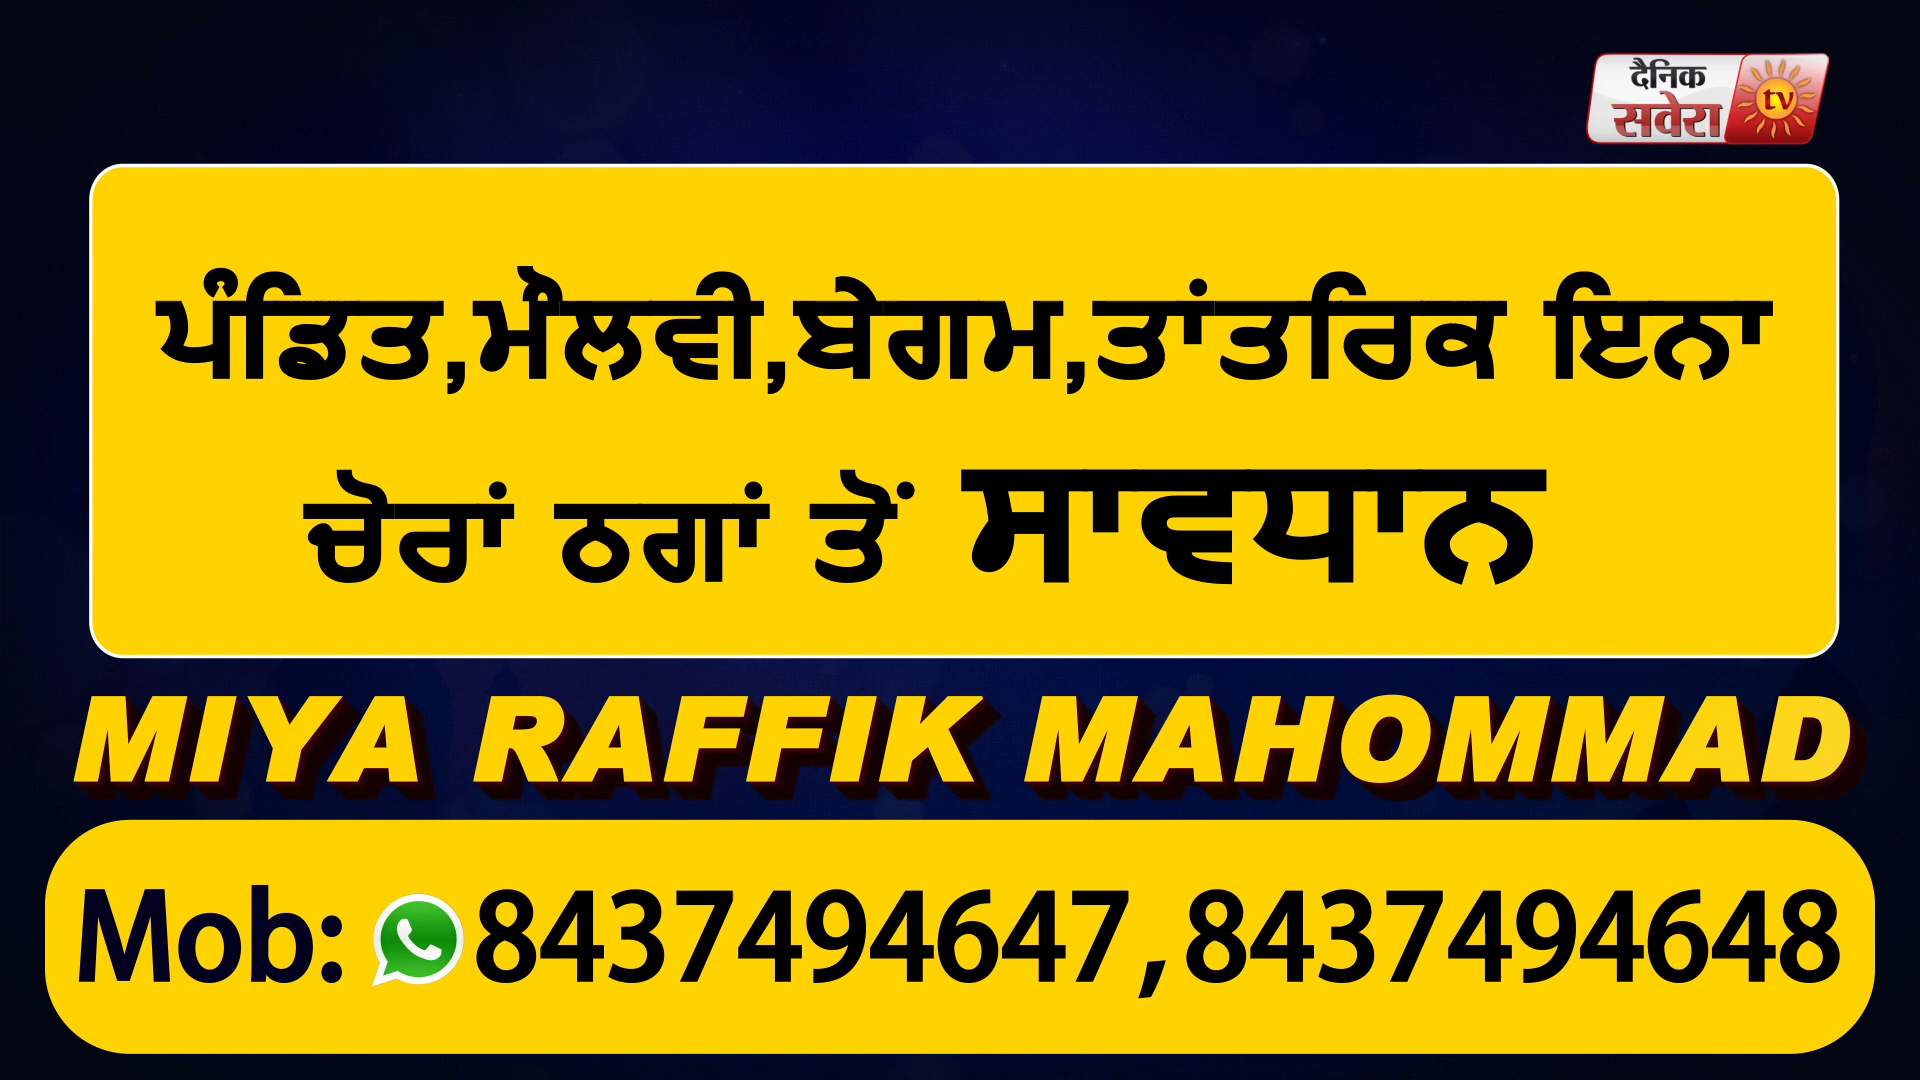 दैनिक
सवेरा tv
ਪੰਡਿਤ,ਮੌਲਵੀ,ਬੇਗਮ,ਤਾਂਤਰਿਕ ਇਨਾ
ਚੋਰਾਂ ਠਗਾਂ ਤੋਂ ਸਾਵਧਾਨ
MIYA RAFFIK MAHOMMAD
Mob: 8437494647,8437494648